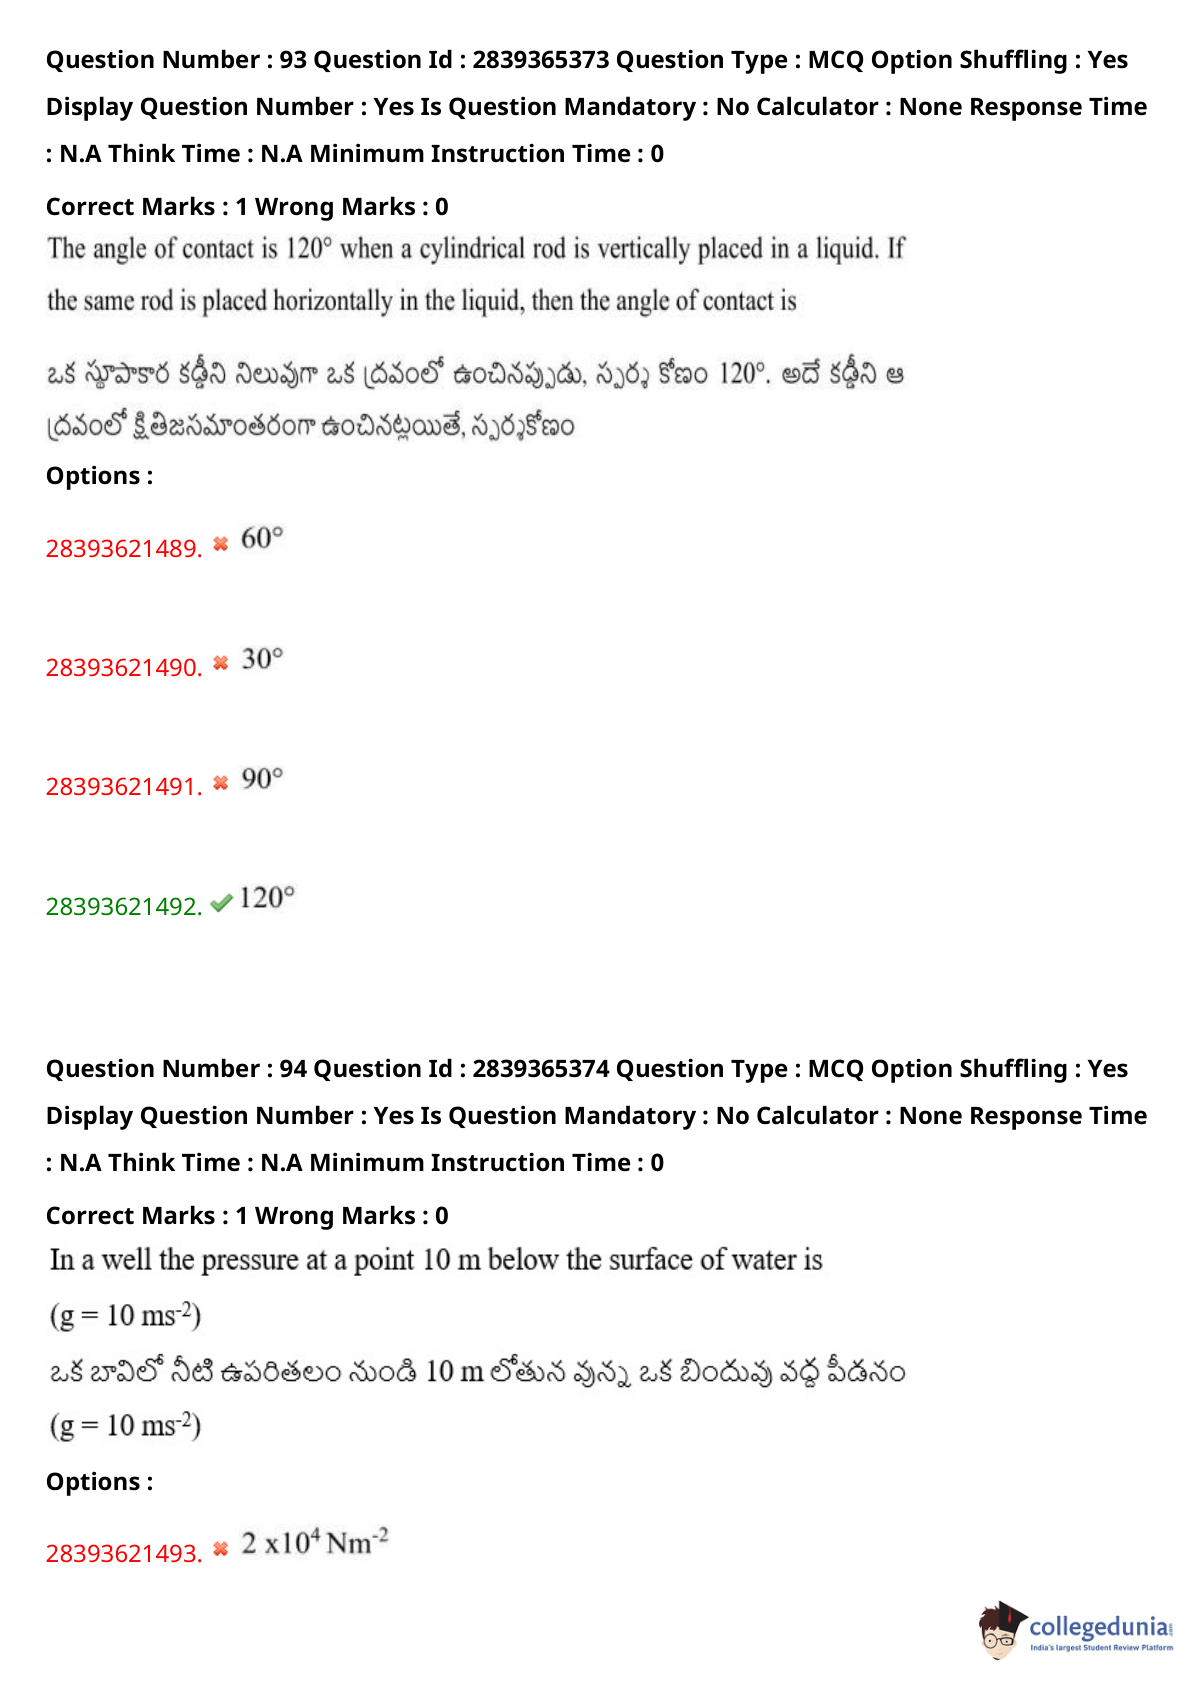 Question Number : 93 Question Id : 2839365373 Question Type : MCQ Option Shuffling : Yes
Display Question Number : Yes Is Question Mandatory : No Calculator : None Response Time
: N.A Think Time : N.A Minimum Instruction Time : 0
Correct Marks : 1 Wrong Marks : 0
The angle of contact is 120° when a cylindrical rod is vertically placed in a liquid. If
the same rod is placed horizontally in the liquid, then the angle of contact is
ఒక స్థూపాకార కడ్డీని నిలువుగా ఒక ద్రవంలో ఉంచినప్పుడు, స్పర్శ కోణం 120°. అదే కడ్డీని ఆ
ద్రవంలో క్షితిజసమాంతరంగా ఉంచినట్లయితే, స్పర్శకోణం
Options :
28393621489. 60°
28393621490. 30°
28393621491. 90°
28393621492. 120°
Question Number : 94 Question Id : 2839365374 Question Type : MCQ Option Shuffling : Yes
Display Question Number : Yes Is Question Mandatory : No Calculator : None Response Time
: N.A Think Time : N.A Minimum Instruction Time : 0
Correct Marks : 1 Wrong Marks : 0
In a well the pressure at a point 10 m below the surface of water is
(g = 10 ms⁻²)
ఒక బావిలో నీటి ఉపరితలం నుండి 10 m లోతున వున్న ఒక బిందువు వద్ద పీడనం
(g = 10 ms⁻²)
Options :
28393621493. 2 x10⁴ Nm⁻²
collegedunia.com
India's largest Student Review Platform